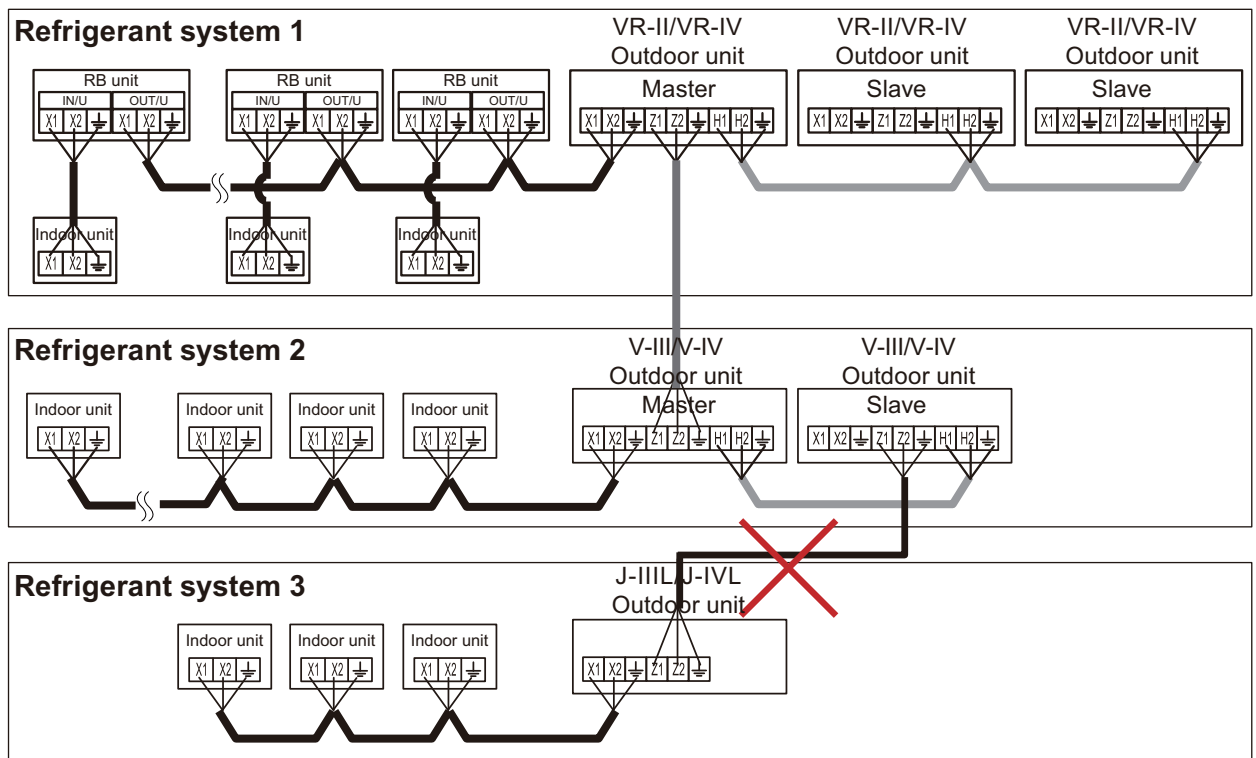 Refrigerant system 1
VR-II/VR-IV
Outdoor unit
VR-II/VR-IV
Outdoor unit
VR-II/VR-IV
Outdoor unit
RB unit
RB unit
RB unit
Master
Slave
Slave
IN/U OUT/U
IN/U OUT/U
IN/U OUT/U
X1 X2 X1 X2
X1 X2 X1 X2
X1 X2 X1 X2
X1 X2 Z1 Z2 H1 H2
X1 X2 Z1 Z2 H1 H2
X1 X2 Z1 Z2 H1 H2
Indoor unit
Indoor unit
Indoor unit
X1 X2
X1 X2
X1 X2
Refrigerant system 2
V-III/V-IV
Outdoor unit
V-III/V-IV
Outdoor unit
Indoor unit
Indoor unit
Indoor unit
Indoor unit
Master
Slave
X1 X2
X1 X2
X1 X2
X1 X2
X1 X2 Z1 Z2 H1 H2
X1 X2 Z1 Z2 H1 H2
Refrigerant system 3
J-IIIL/J-IVL
Outdoor unit
Indoor unit
Indoor unit
Indoor unit
X1 X2
X1 X2
X1 X2
X1 X2 Z1 Z2